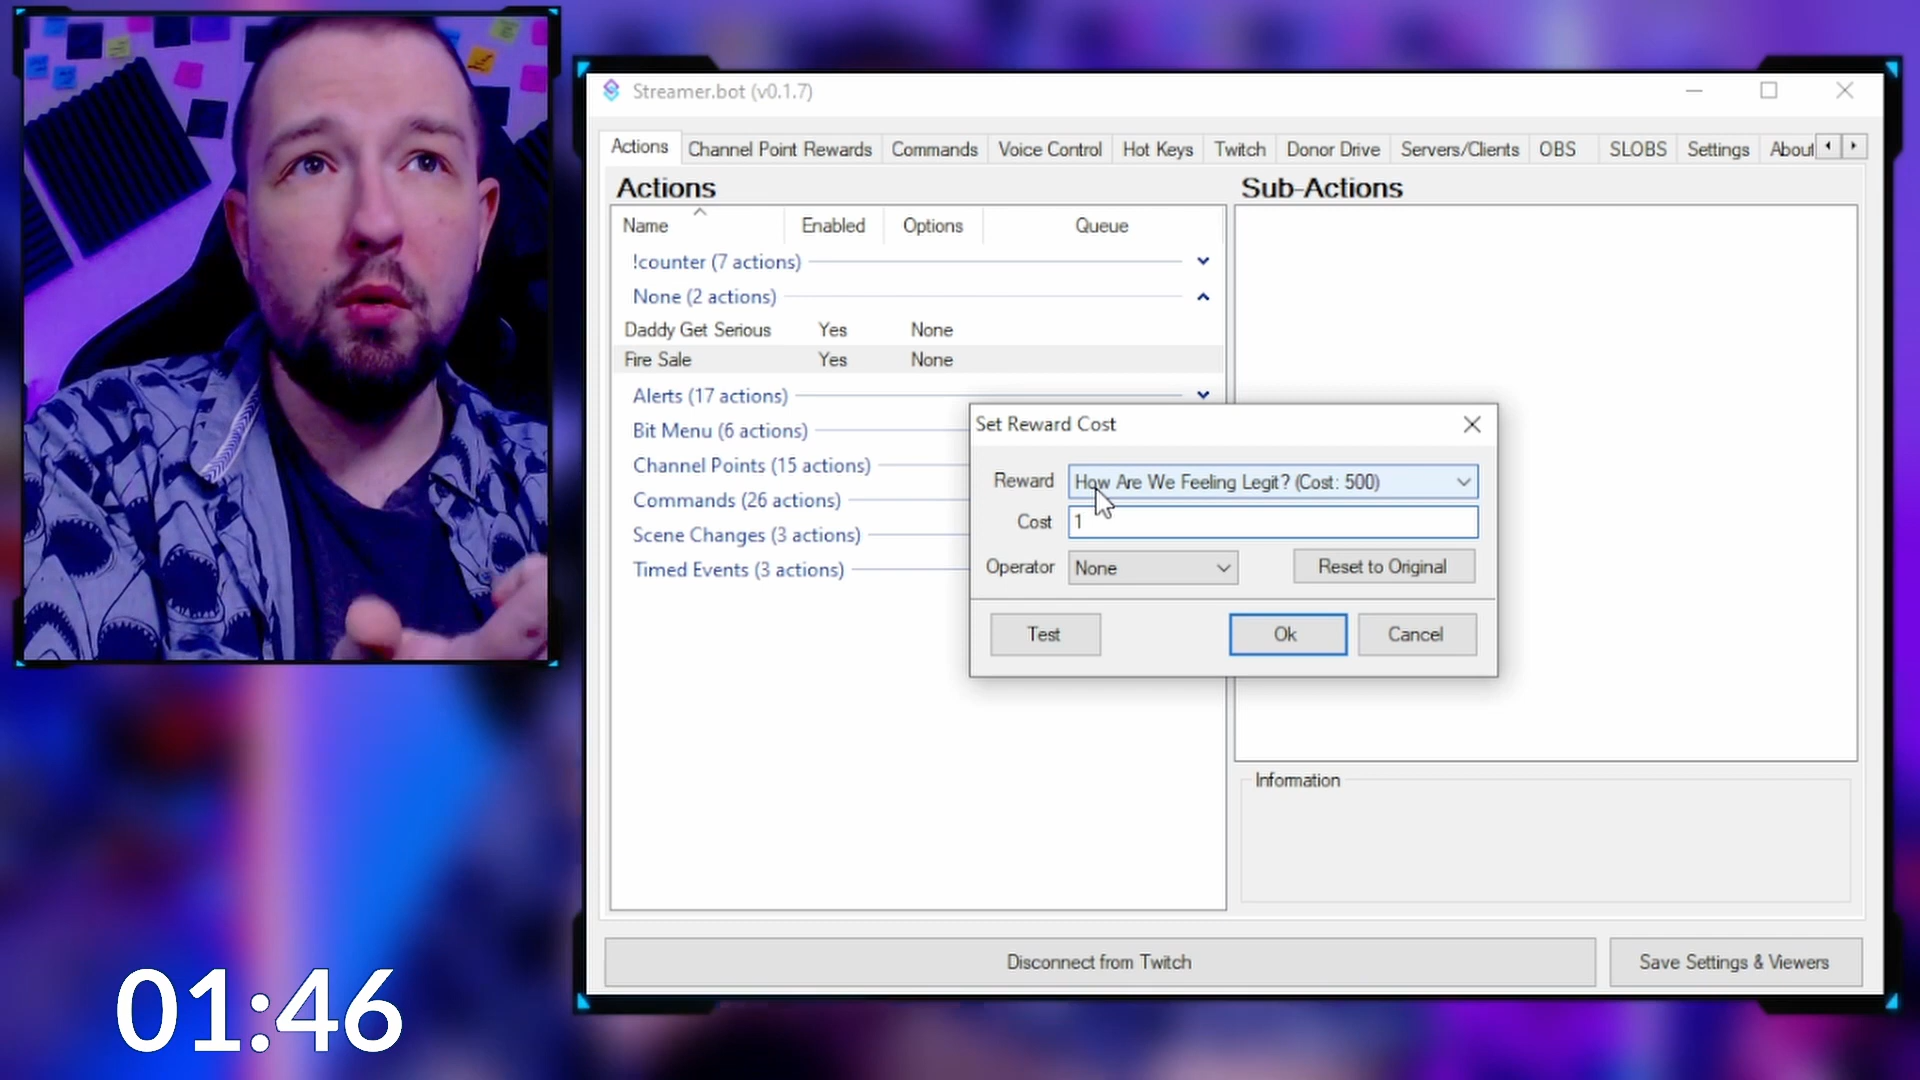 Streamer.bot (v0.1.7)
Actions Channel Point Rewards Commands Voice Control Hot Keys Twitch Donor Drive Servers/Clients OBS SLOBS Settings About
Actions
Sub-Actions
Name Enabled Options Queue
!counter (7 actions)
None (2 actions)
Daddy Get Serious Yes None
Fire Sale Yes None
Alerts (17 actions)
Bit Menu (6 actions)
Channel Points (15 actions)
Commands (26 actions)
Scene Changes (3 actions)
Timed Events (3 actions)
Set Reward Cost
Reward How Are We Feeling Legit? (Cost: 500)
Cost 1
Operator None Reset to Original
Test Ok Cancel
Information
Disconnect from Twitch Save Settings & Viewers
01:46